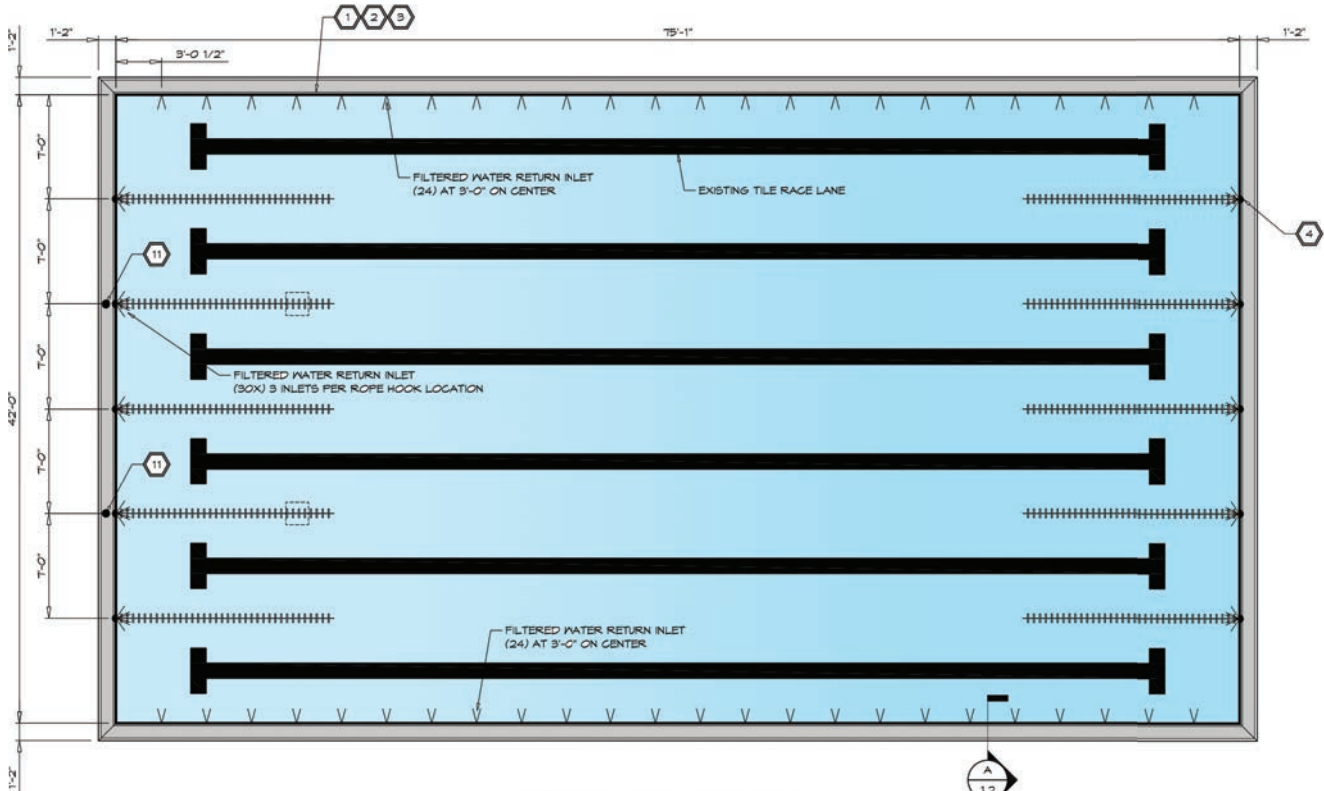 1 2 3
1'-2"
1'-2"
75'-1"
1'-2"
3'-0 1/2"
7'-0"
FILTERED WATER RETURN INLET
(24) AT 3'-0" ON CENTER
EXISTING TILE RACE LANE
4
7'-0"
11
7'-0"
FILTERED WATER RETURN INLET
(30X) 3 INLETS PER ROPE HOOK LOCATION
42'-0"
7'-0"
11
7'-0"
FILTERED WATER RETURN INLET
(24) AT 3'-0" ON CENTER
1'-2"
A